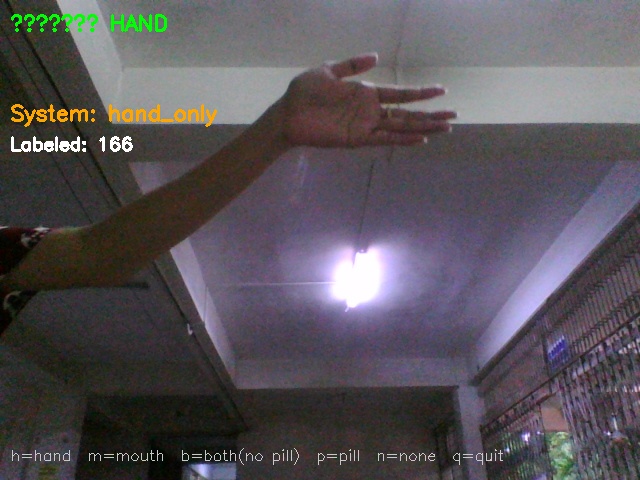 ??????? HAND
System: hand_only
Labeled: 166
h=hand m=mouth b=both(no pill) p=pill n=none q=quit